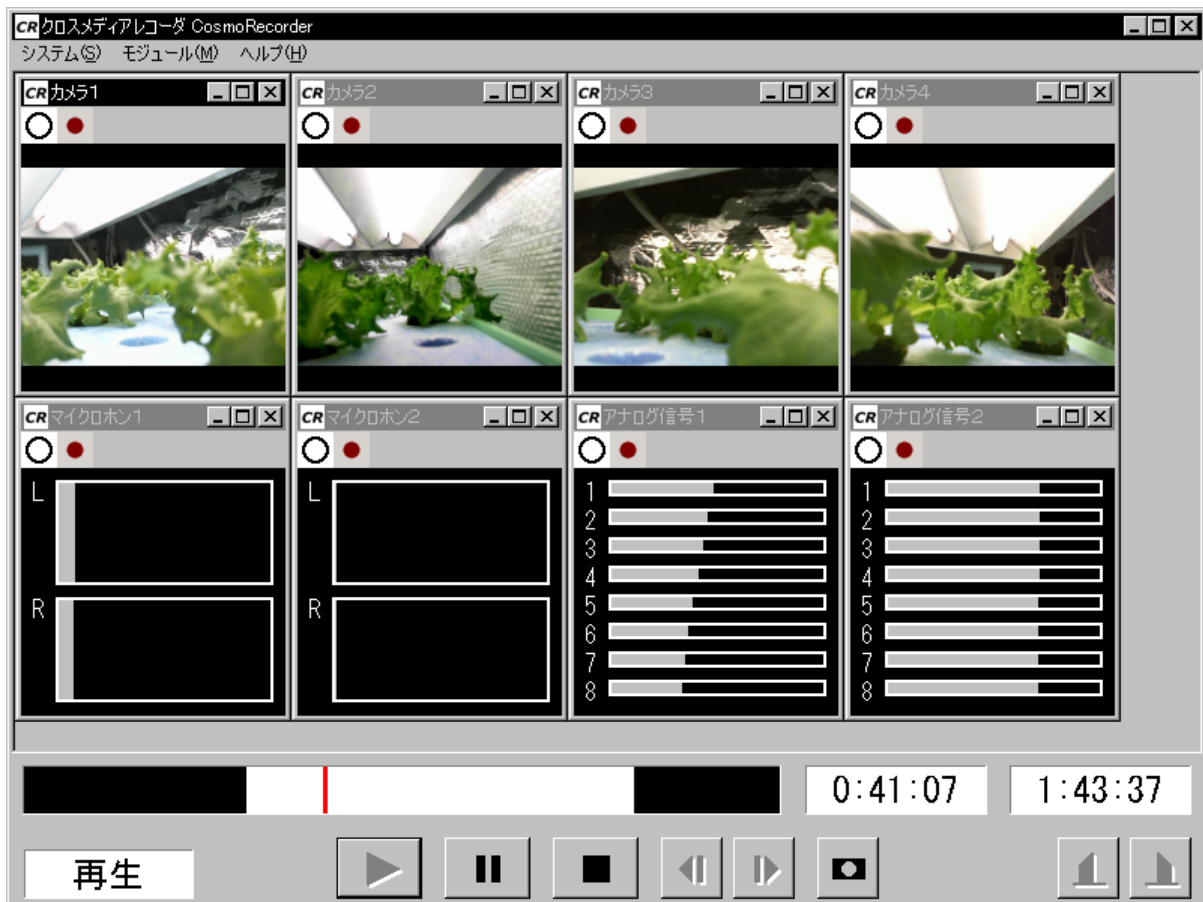 CR クロスメディアレコーダ CosmoRecorder
システム(S) モジュール(M) ヘルプ(H)
CR カメラ1
CR カメラ2
CR カメラ3
CR カメラ4
CR マイクロホン1
L
R
CR マイクロホン2
L
R
CR アナログ信号1
1
2
3
4
5
6
7
8
CR アナログ信号2
1
2
3
4
5
6
7
8
0:41:07
1:43:37
再生